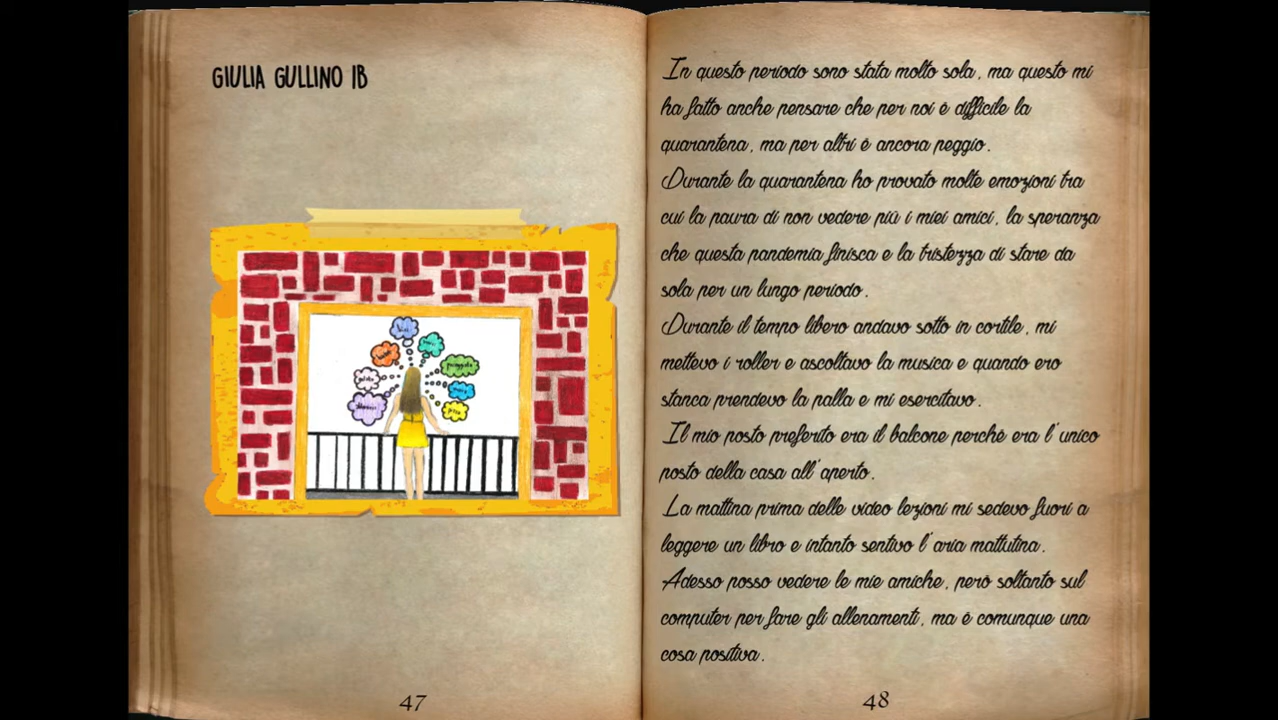 GIULIA GULLINO 1B
47
In questo periodo sono stata molto sola, ma questo mi
ha fatto anche pensare che per noi è difficile la
quarantena, ma per altri è ancora peggio.
Durante la quarantena ho provato molte emozioni tra
cui la paura di non vedere più i miei amici, la speranza
che questa pandemia finisca e la tristezza di stare da
sola per un lungo periodo.
Durante il tempo libero andavo sotto in cortile, mi
mettevo i roller e ascoltavo la musica e quando ero
stanca prendevo la palla e mi esercitavo.
Il mio posto preferito era il balcone perché era l'unico
posto della casa all'aperto.
La mattina prima delle video lezioni mi sedevo fuori a
leggere un libro e intanto sentivo l'aria mattutina.
Adesso posso vedere le mie amiche, però soltanto sul
computer per fare gli allenamenti, ma è comunque una
cosa positiva.
48